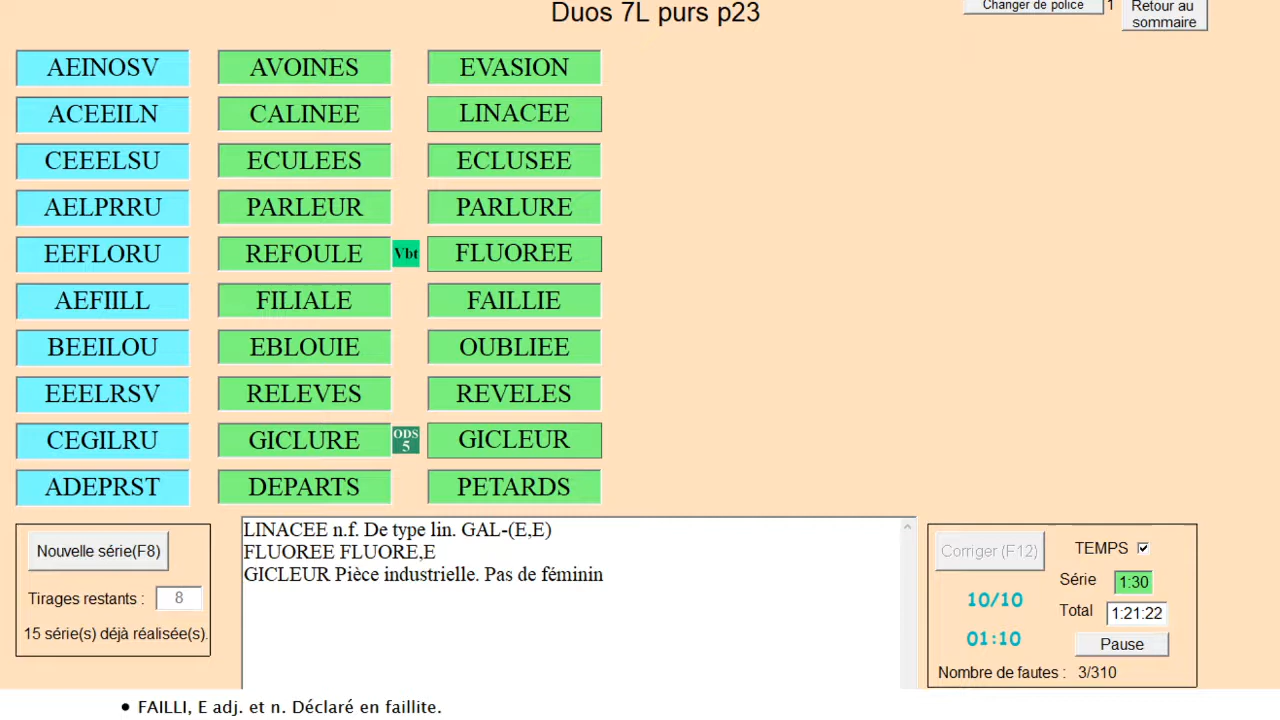 Duos 7L purs p23
Changer de police 1
Retour au sommaire
AEINOSV AVOINES EVASION
ACEEILN CALINEE LINACEE
CEEELSU ECULEES ECLUSEE
AELPRRU PARLEUR PARLURE
EEFLORU REFOULE Vbt FLUOREE
AEFIILL FILIALE FAILLIE
BEEILOU EBLOUIE OUBLIEE
EEELRSV RELEVES REVELES
CEGILRU GICLURE ODS 5 GICLEUR
ADEPRST DEPARTS PETARDS
Nouvelle série(F8)
Tirages restants : 8
15 série(s) déjà réalisée(s).
LINACEE n.f. De type lin. GAL-(E,E)
FLUOREE FLUORE,E
GICLEUR Pièce industrielle. Pas de féminin
Corriger (F12) TEMPS
Série 1:30
10/10
Total 1:21:22
01:10
Pause
Nombre de fautes : 3/310
• FAILLI, E adj. et n. Déclaré en faillite.